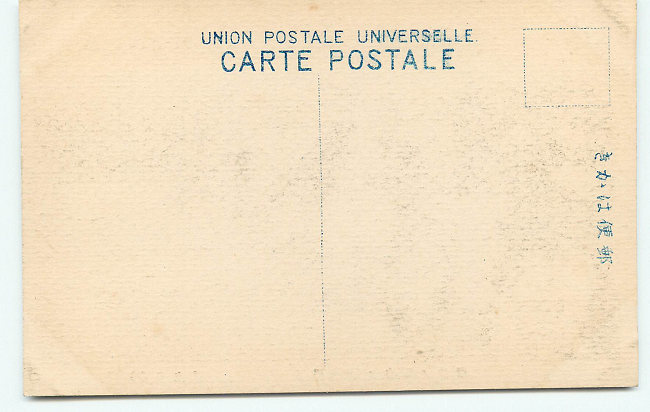 UNION POSTALE UNIVERSELLE.
CARTE POSTALE
郵便はかき